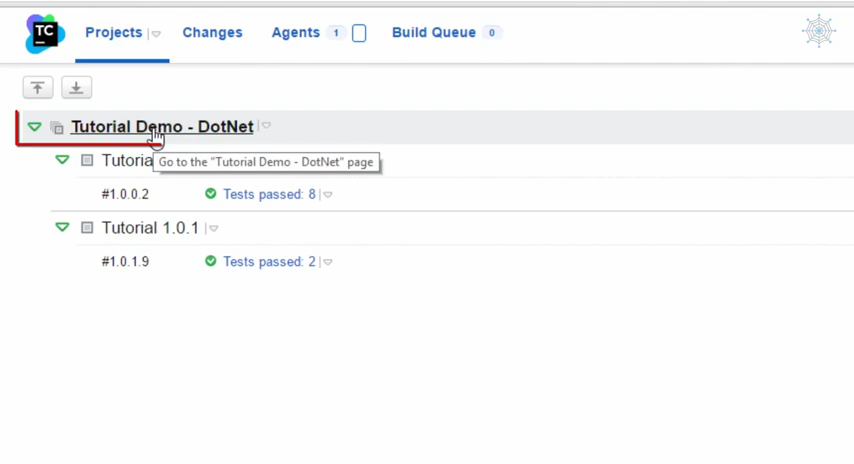 TC Projects Changes Agents 1 Build Queue 0
Tutorial Demo - DotNet
Tutoria
Go to the "Tutorial Demo - DotNet" page
#1.0.0.2 Tests passed: 8
Tutorial 1.0.1
#1.0.1.9 Tests passed: 2